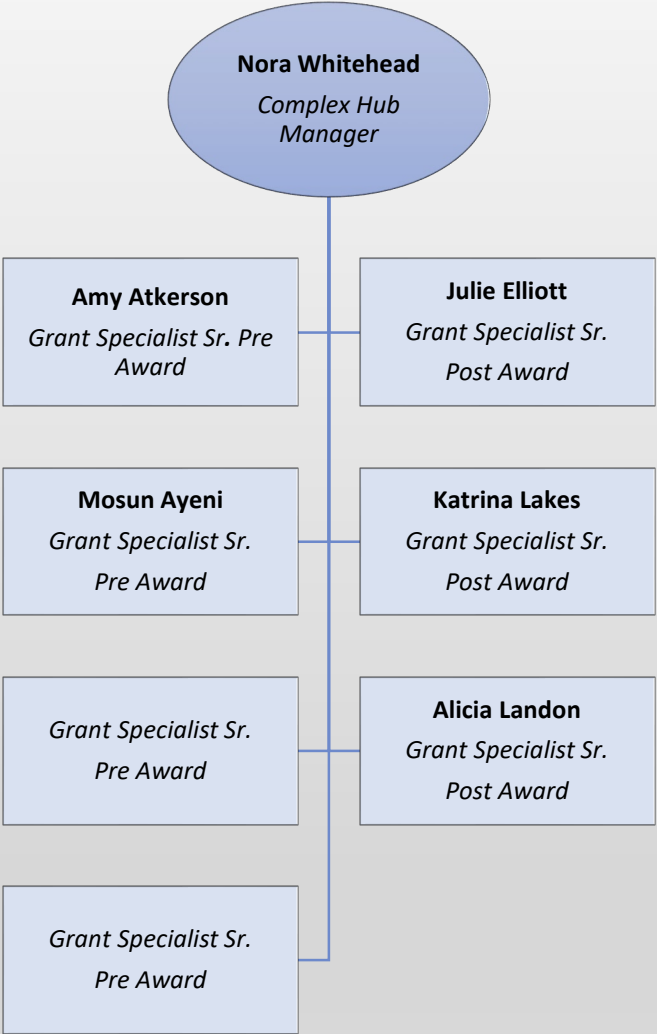 Nora Whitehead
Complex Hub
Manager
Amy Atkerson
Grant Specialist Sr. Pre
Award
Julie Elliott
Grant Specialist Sr.
Post Award
Mosun Ayeni
Grant Specialist Sr.
Pre Award
Katrina Lakes
Grant Specialist Sr.
Post Award
Grant Specialist Sr.
Pre Award
Alicia Landon
Grant Specialist Sr.
Post Award
Grant Specialist Sr.
Pre Award